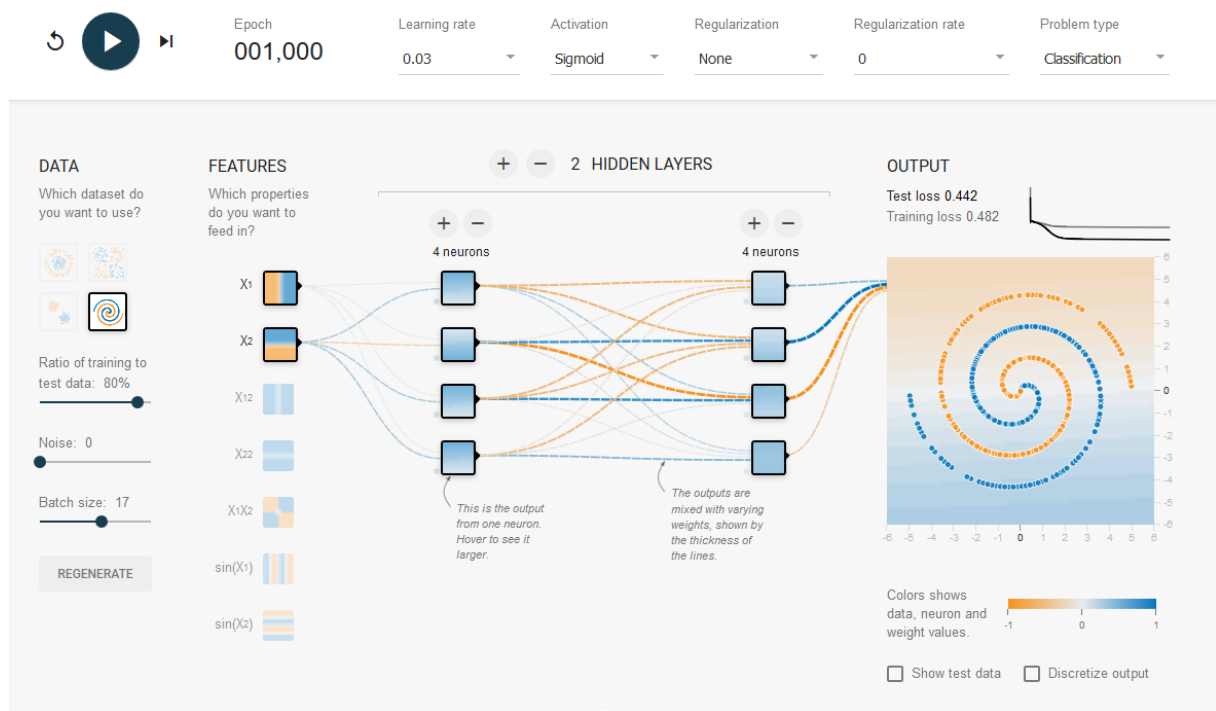 Epoch
001,000
Learning rate
0.03
Activation
Sigmoid
Regularization
None
Regularization rate
0
Problem type
Classification
DATA
Which dataset do
you want to use?
Ratio of training to
test data: 80%
Noise: 0
Batch size: 17
REGENERATE
FEATURES
Which properties
do you want to
feed in?
X1
X2
X12
X22
X1X2
sin(X1)
sin(X2)
+ − 2 HIDDEN LAYERS
+ −
4 neurons
+ −
4 neurons
This is the output
from one neuron.
Hover to see it
larger.
The outputs are
mixed with varying
weights, shown by
the thickness of
the lines.
OUTPUT
Test loss 0.442
Training loss 0.482
6
5
4
3
2
1
0
-1
-2
-3
-4
-5
-6
-6 -5 -4 -3 -2 -1 0 1 2 3 4 5 6
Colors shows
data, neuron and
weight values.
-1 0 1
Show test data
Discretize output